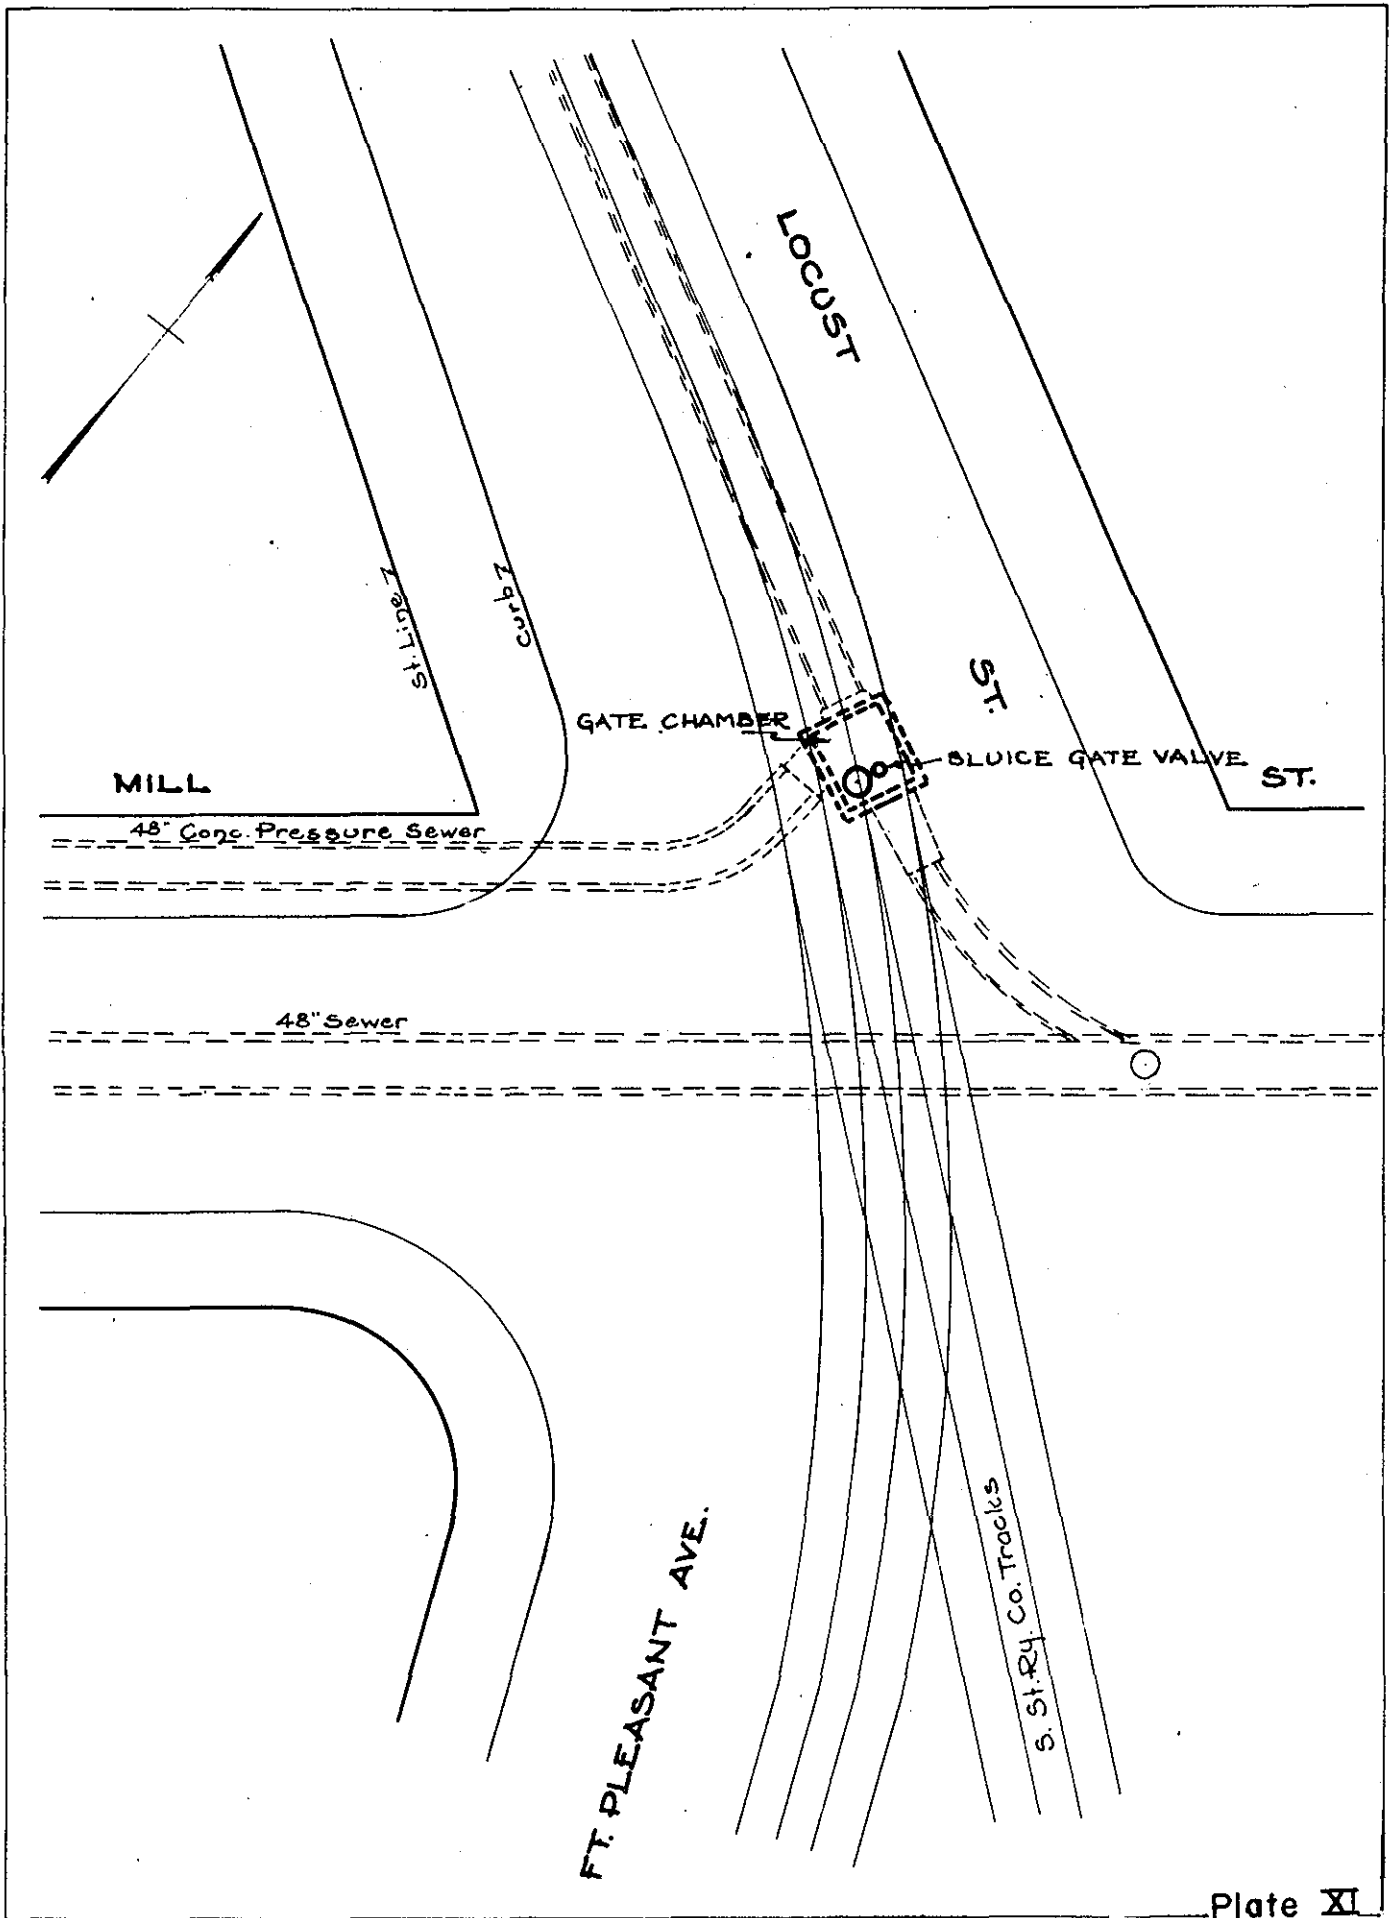 LOCUST
ST.
St. Line
Curb
GATE CHAMBER
SLUICE GATE VALVE
MILL
ST.
48" Conc. Pressure Sewer
48" Sewer
S. St. Ry. Co. Tracks
FT. PLEASANT AVE.
Plate XI